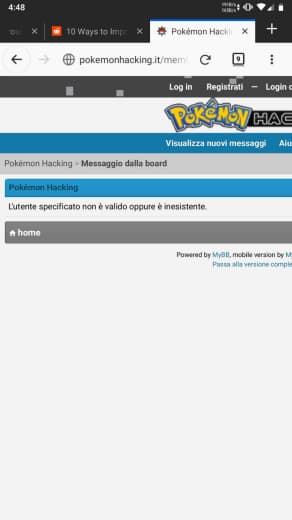 4:48
10 Ways to Imp
Pokémon Hack
pokemonhacking.it/mem
9
Log in Registrati — Login
POKéMON HAC
Visualizza nuovi messaggi Aiu
Pokémon Hacking > Messaggio dalla board
Pokémon Hacking
L'utente specificato non è valido oppure è inesistente.
home
Powered by MyBB, mobile version by M
Passa alla versione comple